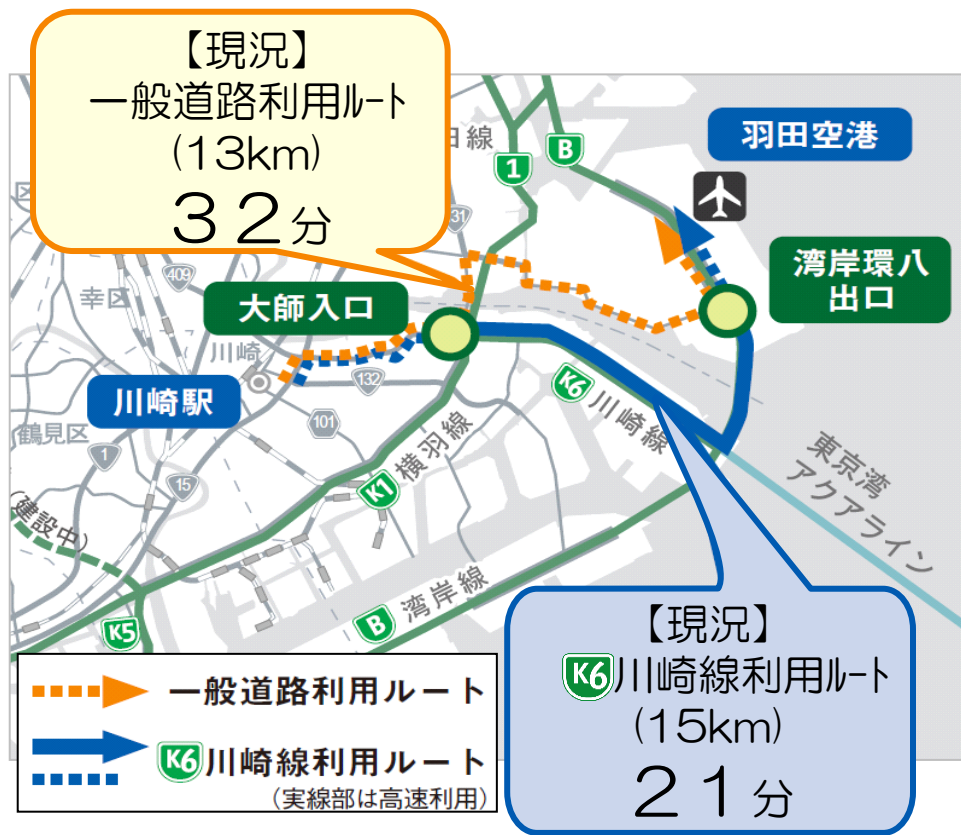 【現況】
一般道路利用ルート
(13km)
３２分
田線
1
B
羽田空港
31
409
幸区
大師入口
湾岸環八
出口
川崎
川崎駅
132
K6
川崎線
鶴見区
101
1
横羽線
K1
15
東京湾
アクアライン
(建設中)
湾岸線
B
K5
【現況】
K6川崎線利用ルート
(15km)
２１分
一般道路利用ルート
K6川崎線利用ルート
(実線部は高速利用)